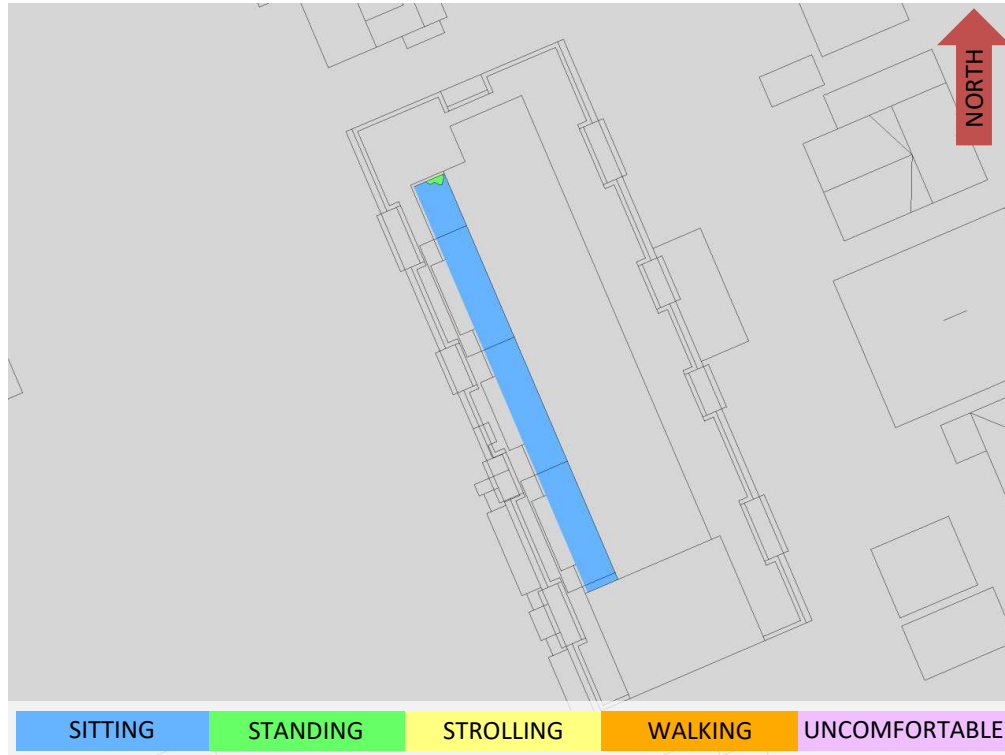 NORTH
SITTING
STANDING
STROLLING
WALKING
UNCOMFORTABLE